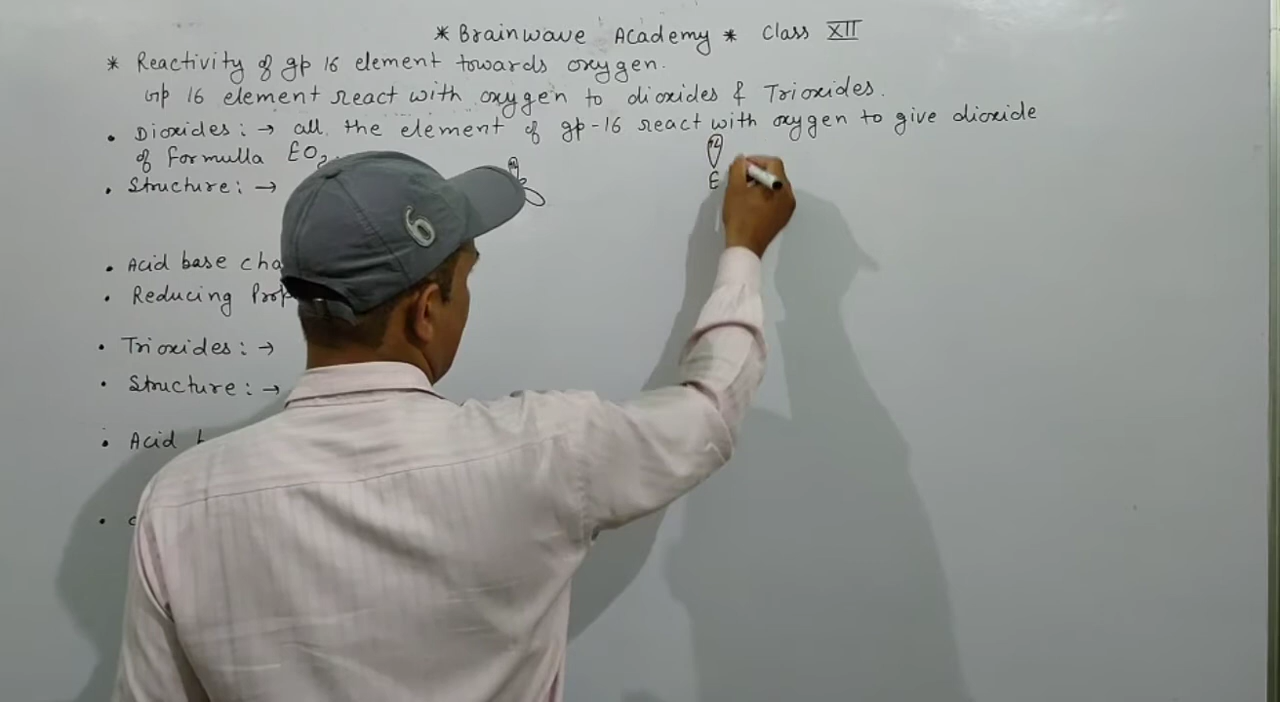 * Brainwave Academy * Class XII
* Reactivity of gp 16 element towards oxygen.
Gp 16 element react with oxygen to dioxides & Trioxides.
• Dioxides: → all the element of gp-16 react with oxygen to give dioxide
of formulla EO₂.
• Structure: →
E
• Acid base cha
• Reducing Prop
• Trioxides: →
• Structure: →
• Acid b
6